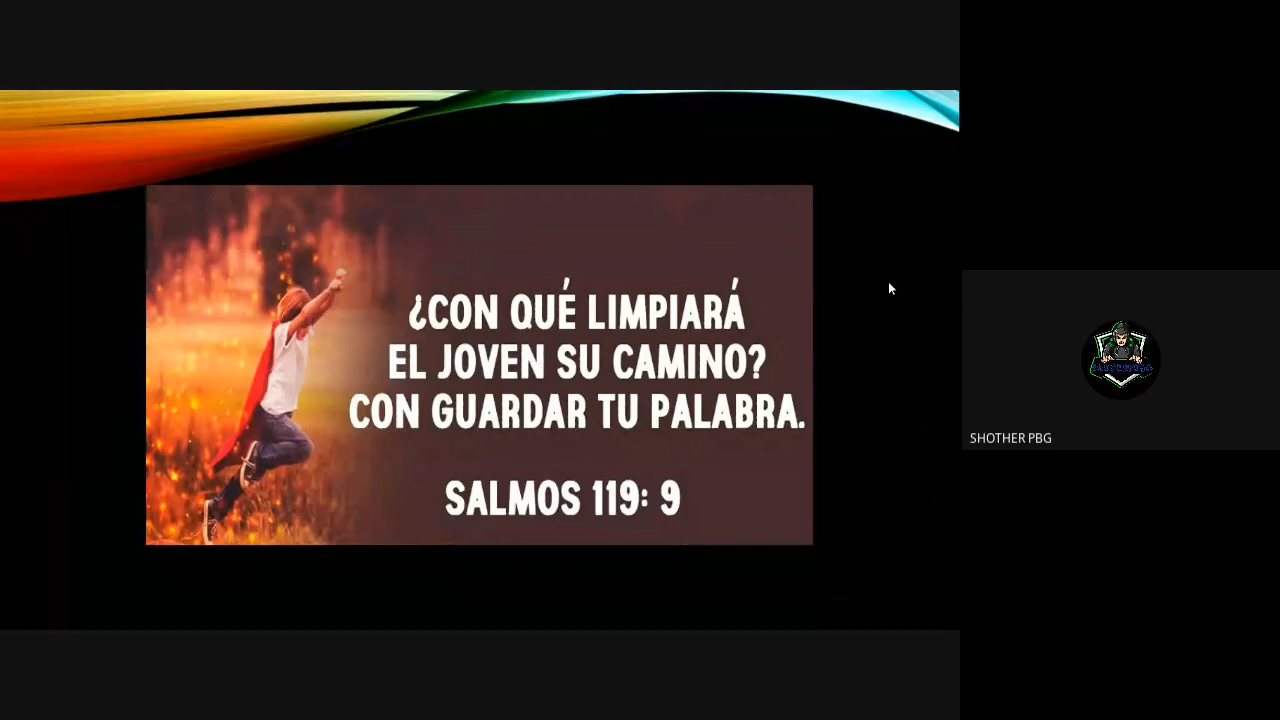 ¿CON QUÉ LIMPIARÁ
EL JOVEN SU CAMINO?
CON GUARDAR TU PALABRA.
SALMOS 119: 9
SHOTHER PBG